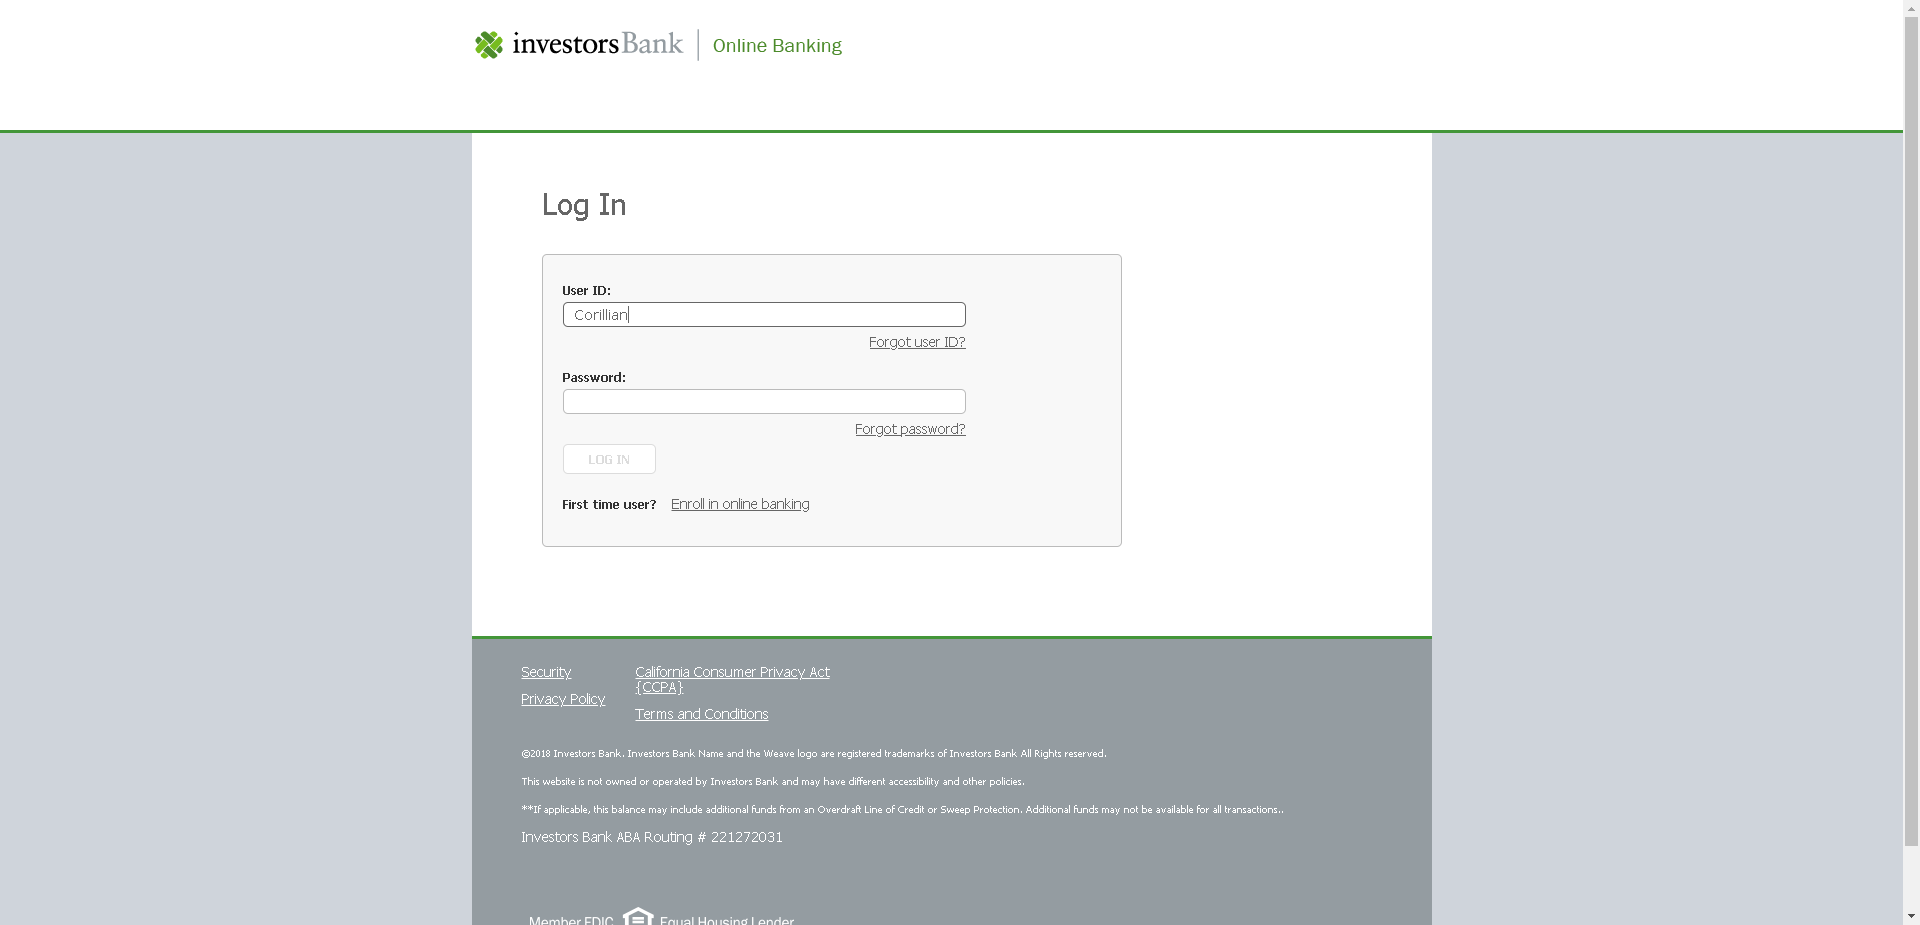 investorsBank Online Banking
Log In
User ID:
Corillian
Forgot user ID?
Password:
Forgot password?
LOG IN
First time user? Enroll in online banking
Security
Privacy Policy
California Consumer Privacy Act
{CCPA}
Terms and Conditions
©2018 Investors Bank. Investors Bank Name and the Weave logo are registered trademarks of Investors Bank All Rights reserved.
This website is not owned or operated by Investors Bank and may have different accessibility and other policies.
**If applicable, this balance may include additional funds from an Overdraft Line of Credit or Sweep Protection. Additional funds may not be available for all transactions..
Investors Bank ABA Routing # 221272031
Member FDIC Equal Housing Lender